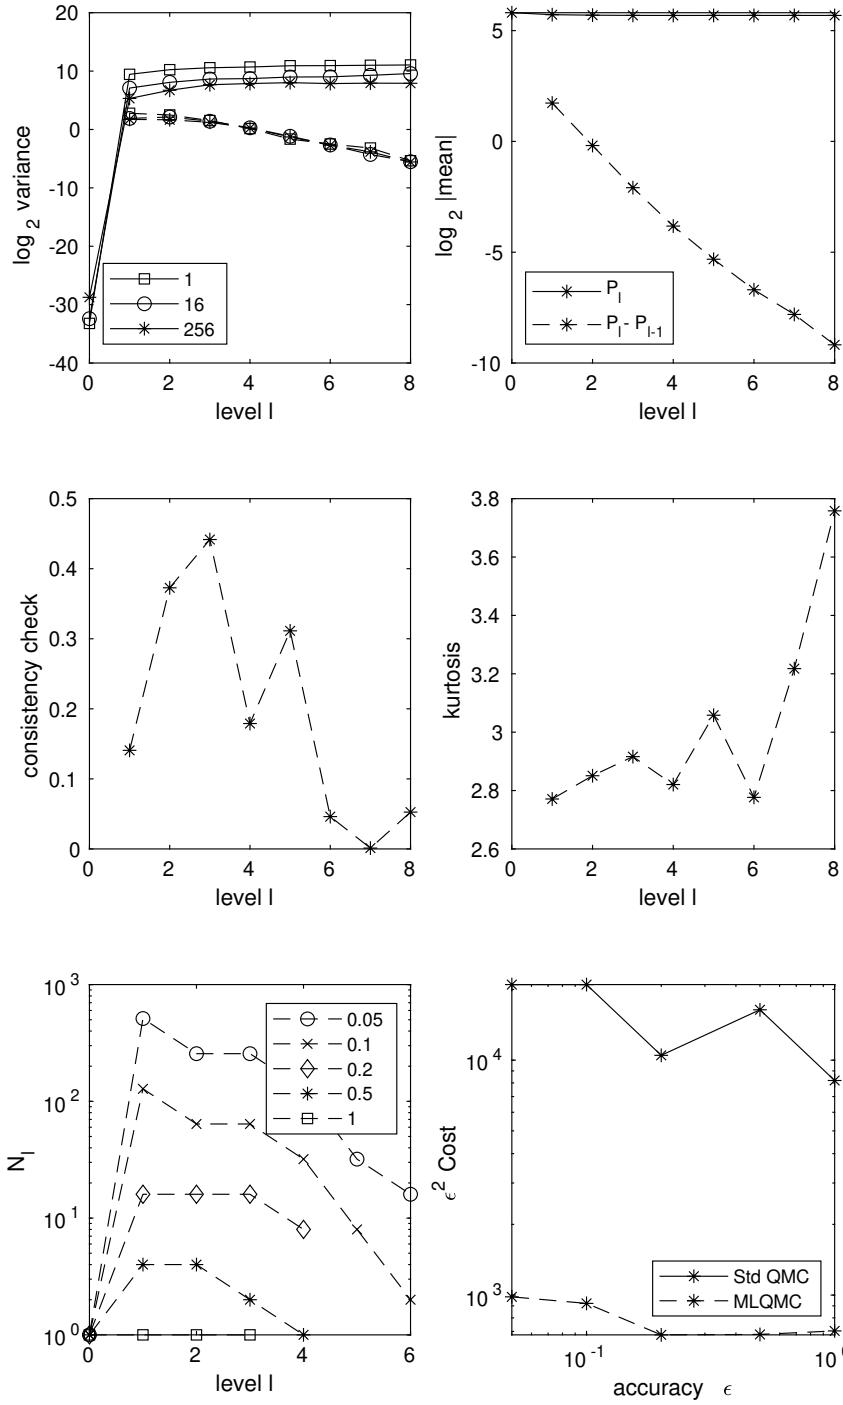 20
10
0
-10
-20
-30
-40
0 2 4 6 8
level l
log 2 variance
1
16
256
5
0
-5
-10
0 2 4 6 8
level l
log 2 |mean|
P l
P l - P l-1
0.5
0.4
0.3
0.2
0.1
0
0 2 4 6 8
level l
consistency check
3.8
3.6
3.4
3.2
3
2.8
2.6
0 2 4 6 8
level l
kurtosis
10 3
10 2
10 1
10 0
0 2 4 6
level l
N l
0.05
0.1
0.2
0.5
1
10 4
10 3
10 -1 10
accuracy ϵ
ϵ 2 Cost
Std QMC
MLQMC